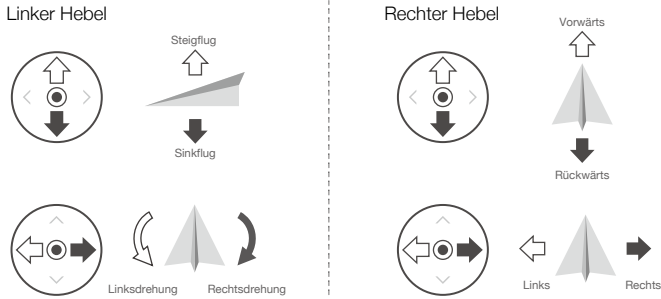 Linker Hebel
Steigflug
Sinkflug
Linksdrehung
Rechtsdrehung
Rechter Hebel
Vorwärts
Rückwärts
Links
Rechts